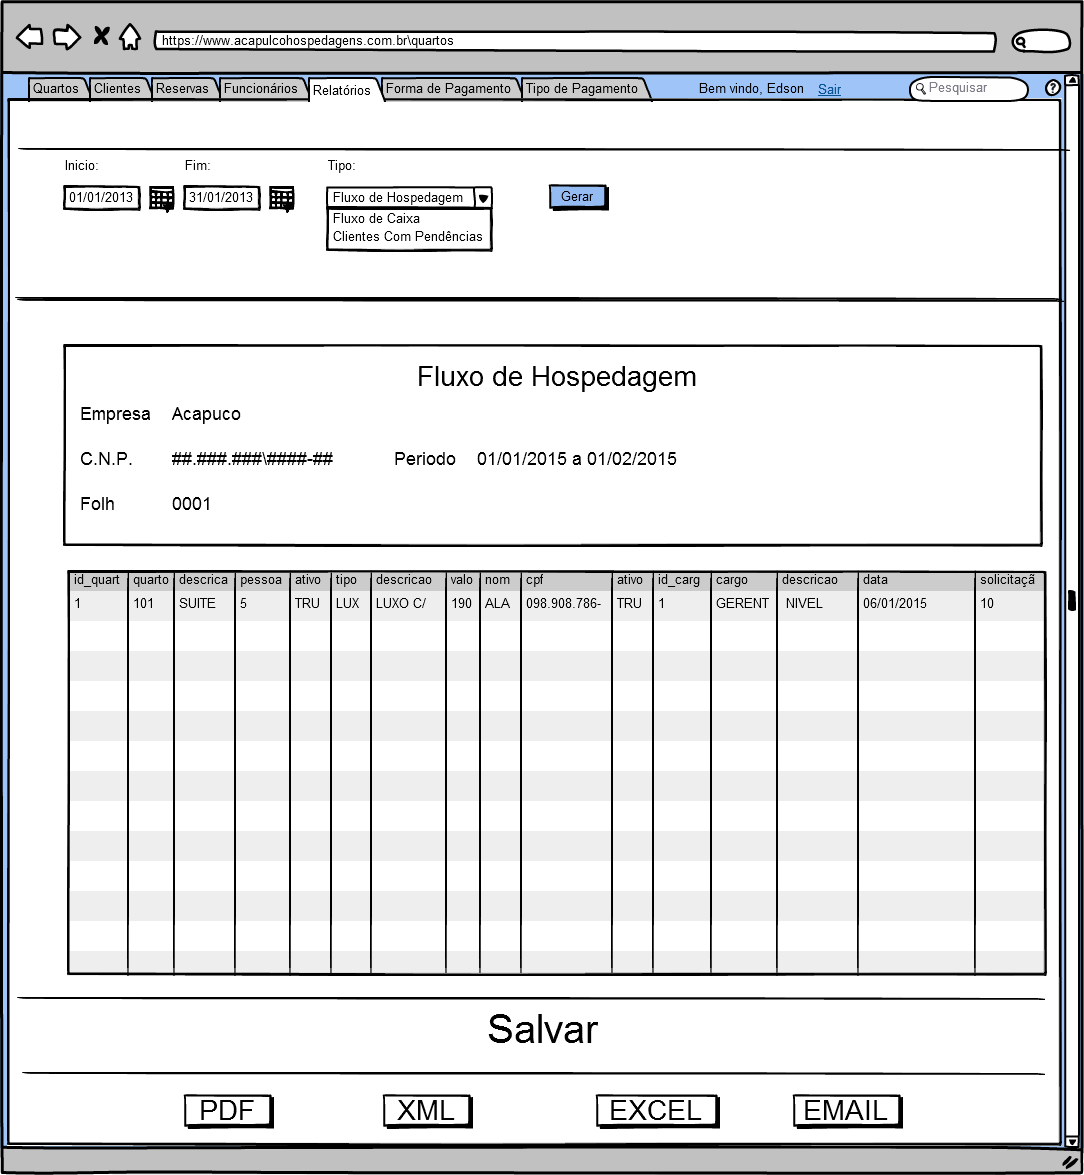 https://www.acapulcohospedagens.com.br\quartos
Quartos Clientes Reservas Funcionários Relatórios Forma de Pagamento Tipo de Pagamento Bem vindo, Edson Sair Pesquisar ?
Inicio: Fim: Tipo:
01/01/2013 31/01/2013 Fluxo de Hospedagem Gerar
Fluxo de Caixa
Clientes Com Pendências
Fluxo de Hospedagem
Empresa Acapuco
C.N.P. ##.###.###\####-## Periodo 01/01/2015 a 01/02/2015
Folh 0001
id_quart quarto descrica pessoa ativo tipo descricao valo nom cpf ativo id_carg cargo descricao data solicitaçã
1 101 SUITE 5 TRU LUX LUXO C/ 190 ALA 098.908.786- TRU 1 GERENT NIVEL 06/01/2015 10
Salvar
PDF XML EXCEL EMAIL